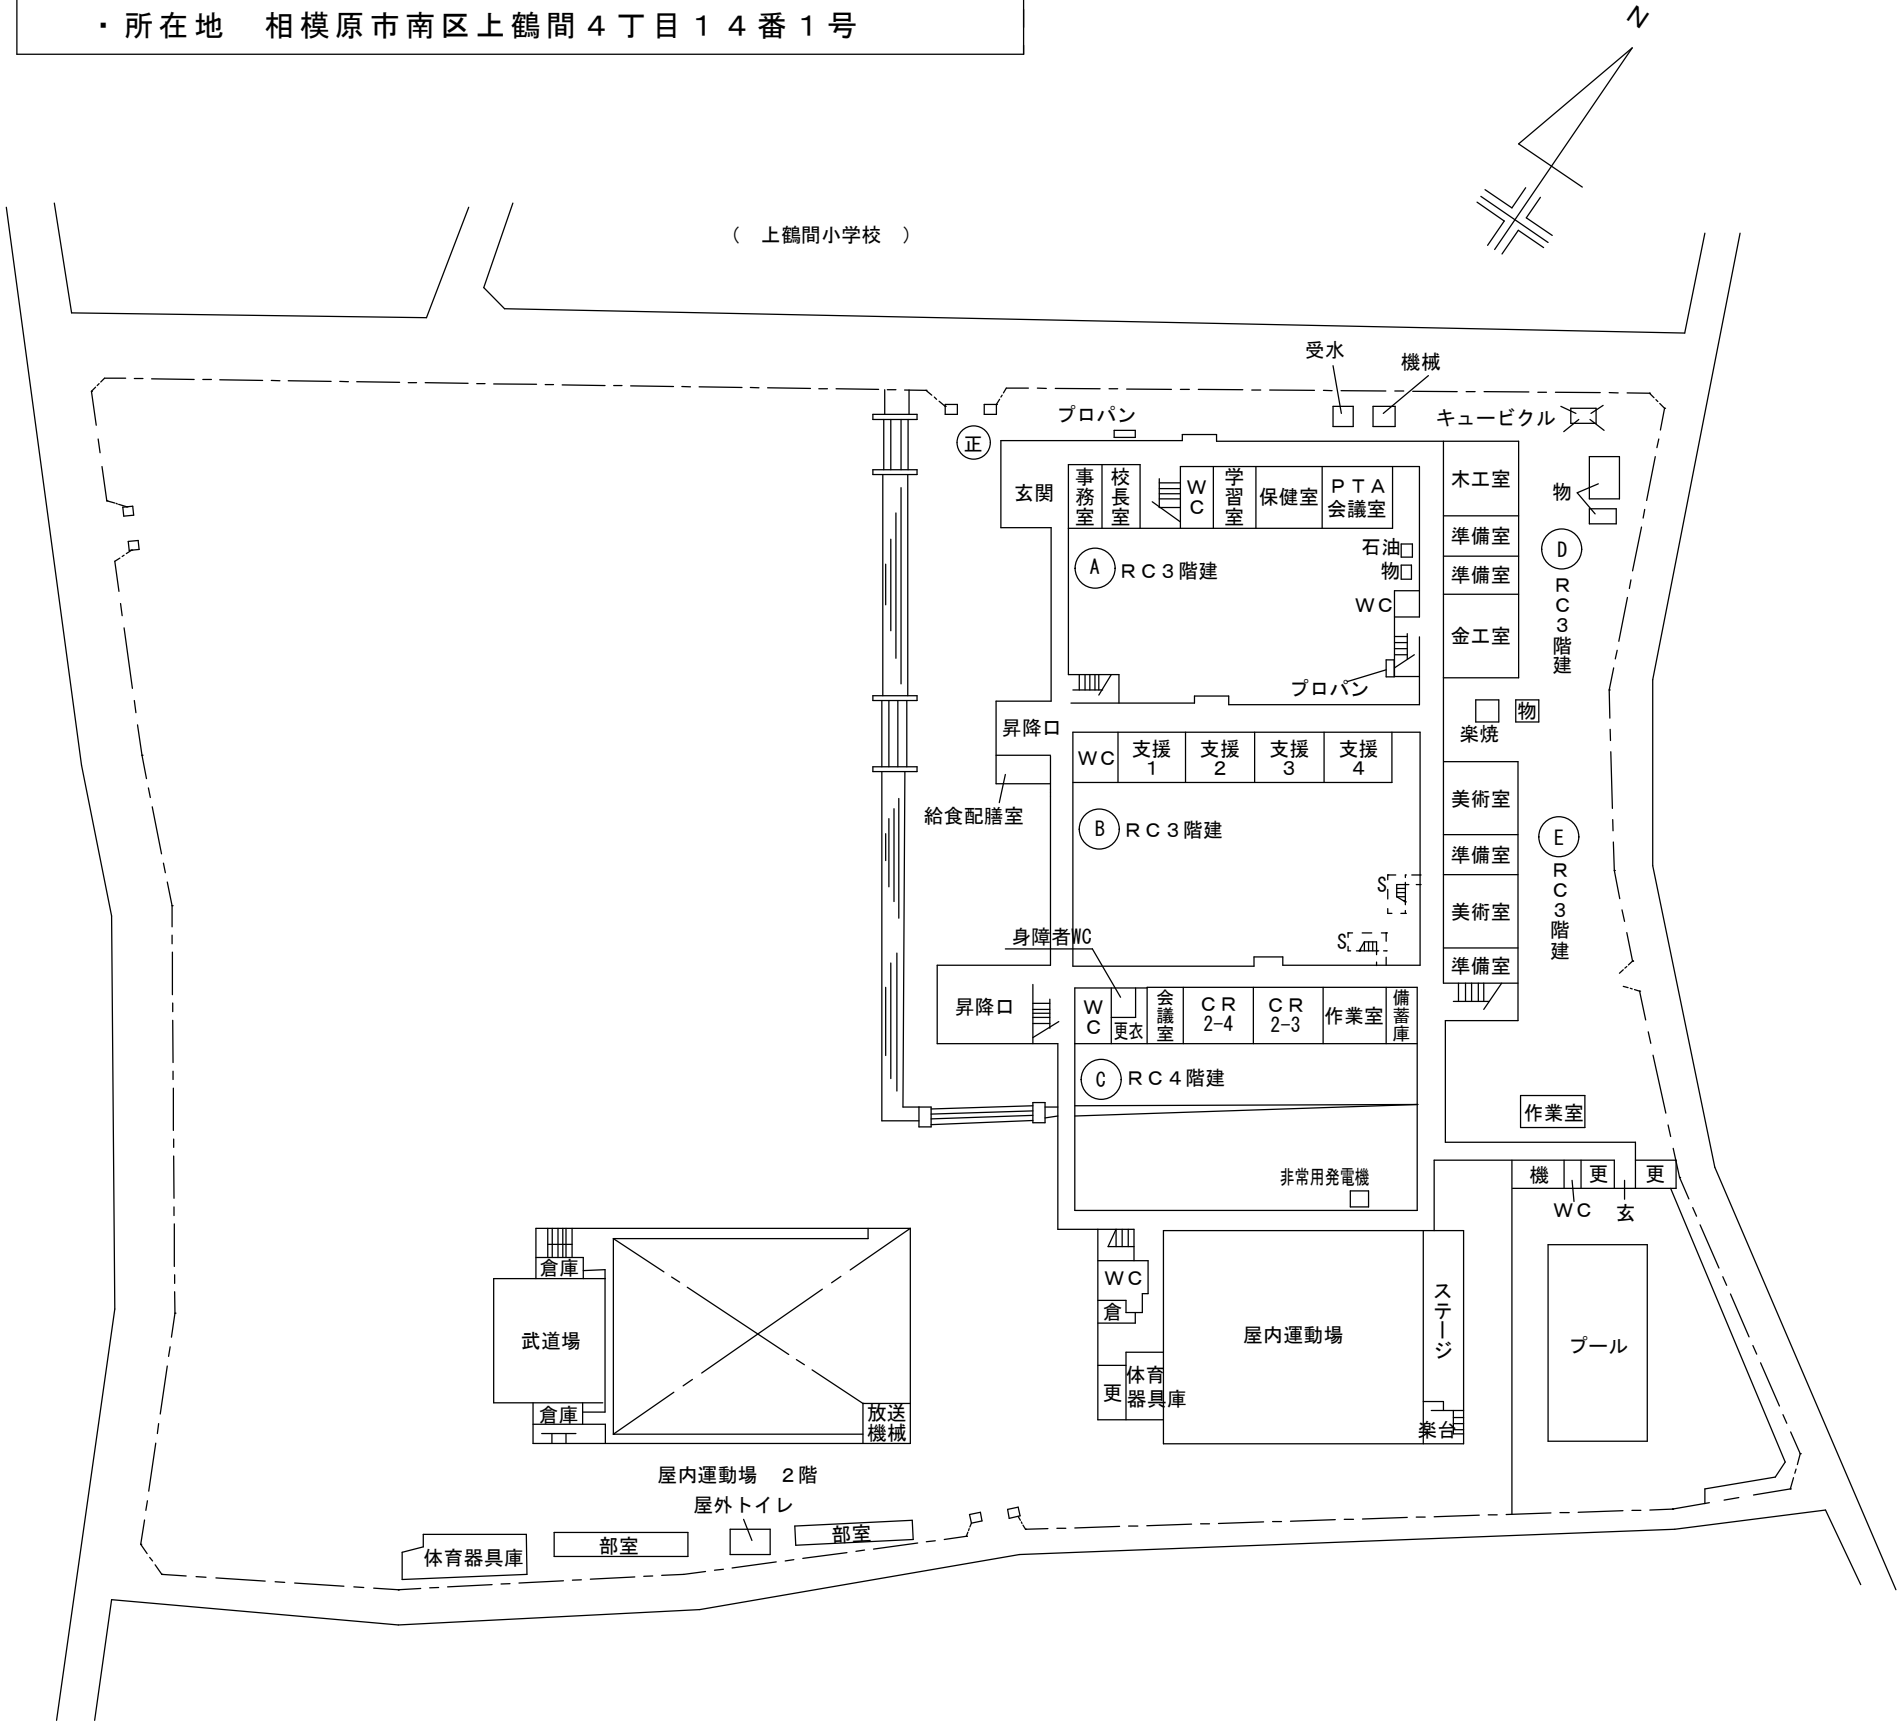 ・所在地　相模原市南区上鶴間４丁目１４番１号
N
（　上鶴間小学校　）
受水
機械
プロパン
キュービクル
正
玄関
事務室
校長室
WC
学習室
保健室
ＰＴＡ
会議室
木工室
物
準備室
D
石油
A
ＲＣ３階建
物
準備室
ＲＣ３階建
WC
金工室
プロパン
昇降口
楽焼
物
WC
支援
1
支援
2
支援
3
支援
4
美術室
給食配膳室
B
ＲＣ３階建
E
準備室
ＲＣ３階建
S
美術室
身障者WC
S
準備室
昇降口
WC
更衣
会議室
ＣＲ
2-4
ＣＲ
2-3
作業室
備蓄庫
C
ＲＣ４階建
作業室
非常用発電機
機
更
更
WC
玄
倉庫
WC
倉
武道場
屋内運動場
ステージ
プール
体育
器具庫
更
倉庫
放送
機械
楽台
屋内運動場　２階
屋外トイレ
部室
部室
体育器具庫